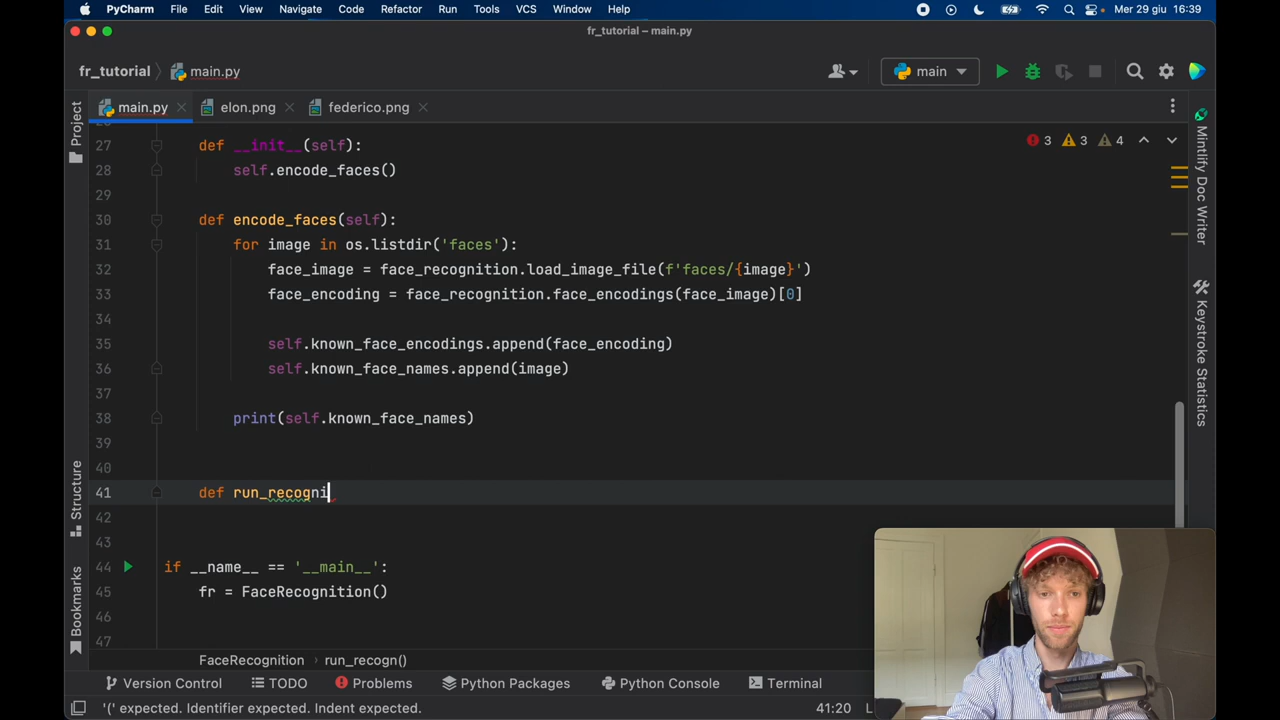 PyCharm File Edit View Navigate Code Refactor Run Tools VCS Window Help Mer 29 giu 16:39
fr_tutorial – main.py
fr_tutorial main.py main
main.py elon.png federico.png
Project
Structure
Bookmarks
27 def __init__(self): 3 3 4
28 self.encode_faces()
29
30 def encode_faces(self):
31 for image in os.listdir('faces'):
32 face_image = face_recognition.load_image_file(f'faces/{image}')
33 face_encoding = face_recognition.face_encodings(face_image)[0]
34
35 self.known_face_encodings.append(face_encoding)
36 self.known_face_names.append(image)
37
38 print(self.known_face_names)
39
40
41 def run_recogni
42
43
44 if __name__ == '__main__':
45 fr = FaceRecognition()
46
47
Mintlify Doc Writer
Keystroke Statistics
FaceRecognition run_recogn()
Version Control TODO Problems Python Packages Python Console Terminal
'(' expected. Identifier expected. Indent expected. 41:20